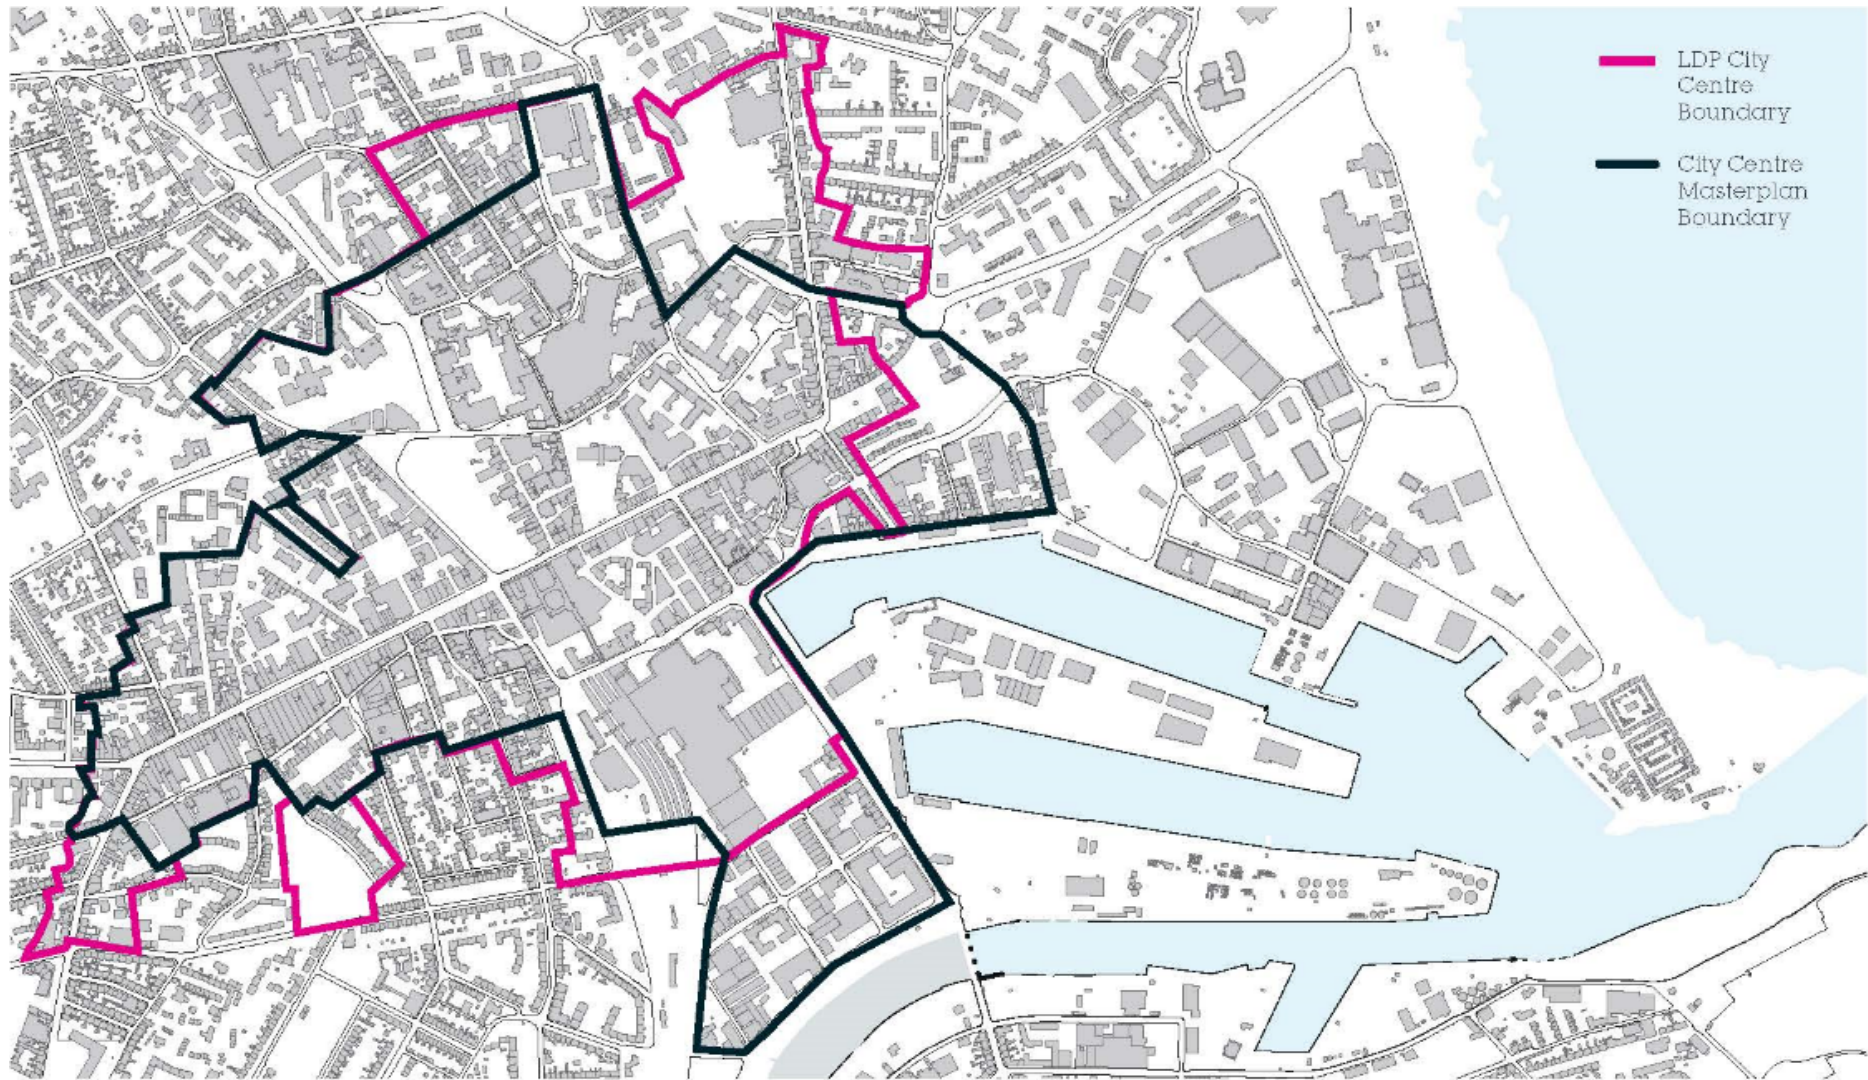 LDP City
Centre
Boundary
City Centre
Masterplan
Boundary